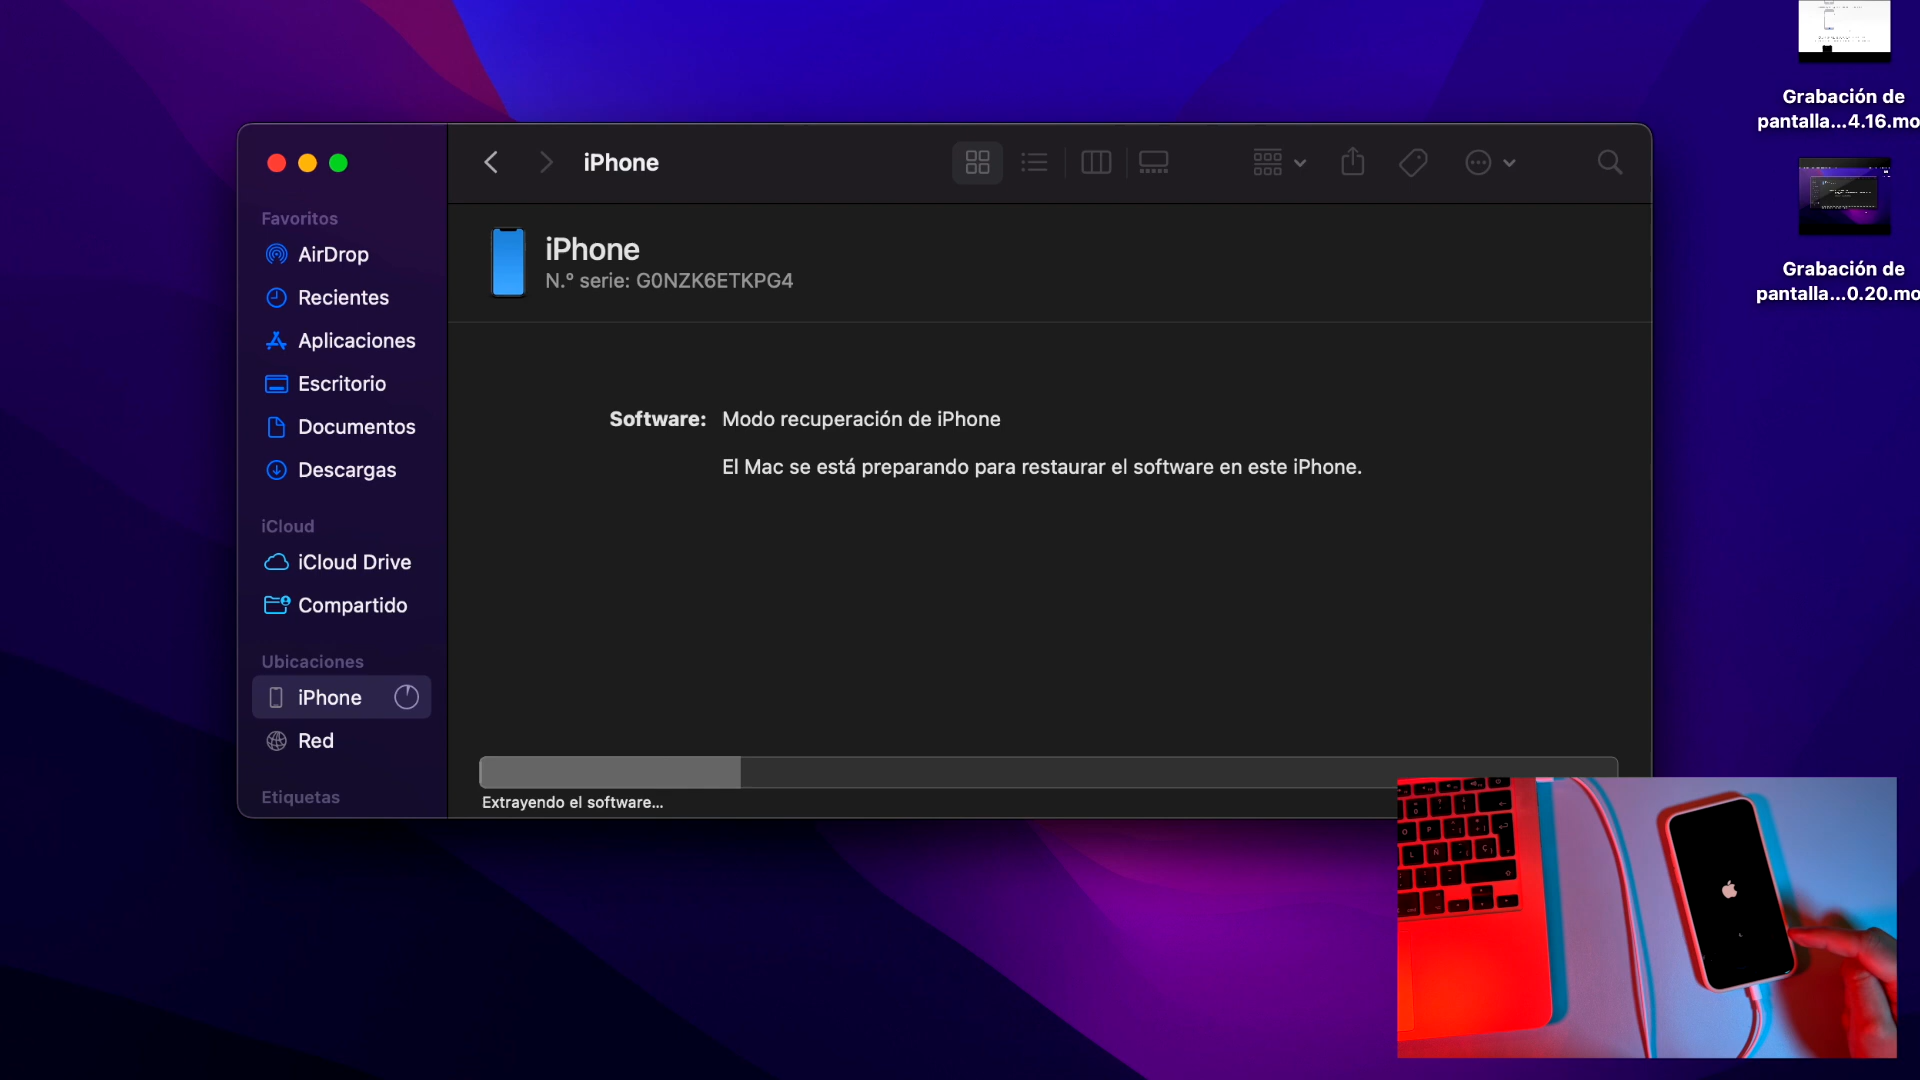 iPhone
Favoritos
AirDrop
Recientes
Aplicaciones
Escritorio
Documentos
Descargas
iCloud
iCloud Drive
Compartido
Ubicaciones
iPhone
Red
Etiquetas
iPhone
N.º serie: G0NZK6ETKPG4
Software: Modo recuperación de iPhone
El Mac se está preparando para restaurar el software en este iPhone.
Extrayendo el software...
Grabación de
pantalla...4.16.mo
Grabación de
pantalla...0.20.mo